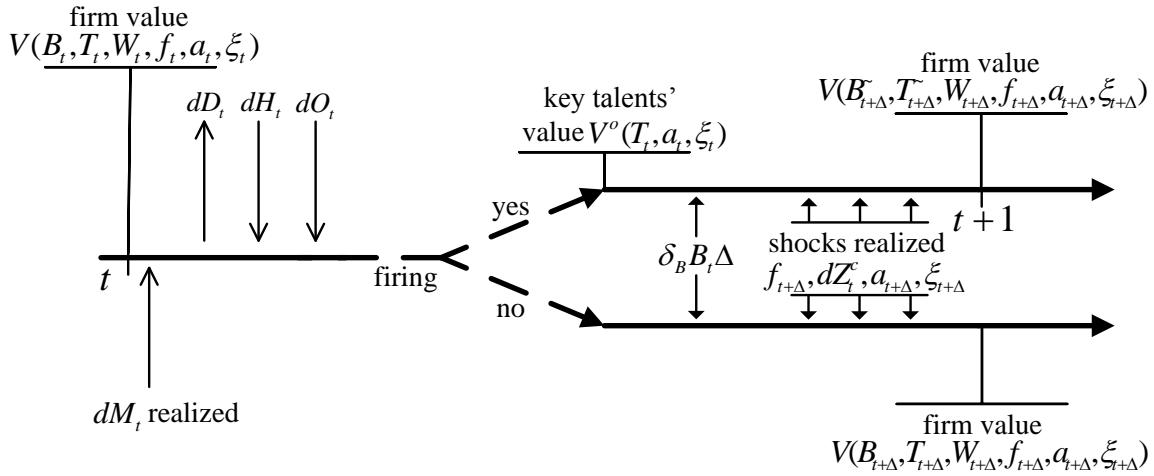 firm value
V(B_t,T_t,W_t,f_t,a_t,ξ_t)
dD_t dH_t dO_t
t
dM_t realized
firing
yes
no
key talents'
value V^o(T_t,a_t,ξ_t)
δ_B B_t Δ
shocks realized
f_{t+Δ},dZ_t^c,a_{t+Δ},ξ_{t+Δ}
firm value
V(B^~_{t+Δ},T^~_{t+Δ},W_{t+Δ},f_{t+Δ},a_{t+Δ},ξ_{t+Δ})
t+1
firm value
V(B_{t+Δ},T_{t+Δ},W_{t+Δ},f_{t+Δ},a_{t+Δ},ξ_{t+Δ})